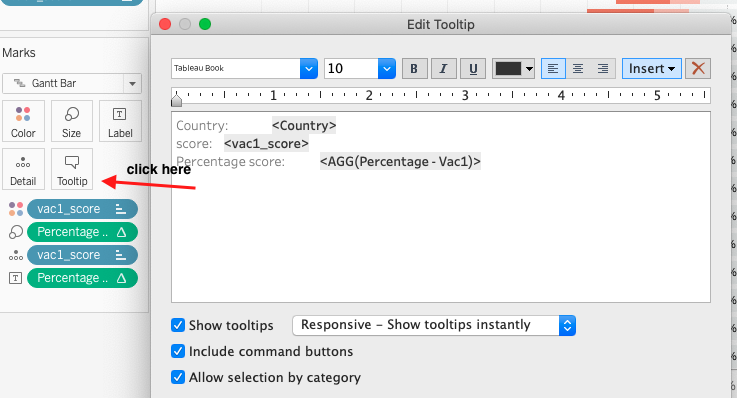 Edit Tooltip
Marks
Gantt Bar
Color Size Label
Detail Tooltip
click here
vac1_score
Percentage ..
vac1_score
Percentage ..
Tableau Book 10 B I U Insert
1 2 3 4 5
Country: <Country>
score: <vac1_score>
Percentage score: <AGG(Percentage - Vac1)>
Show tooltips Responsive – Show tooltips instantly
Include command buttons
Allow selection by category